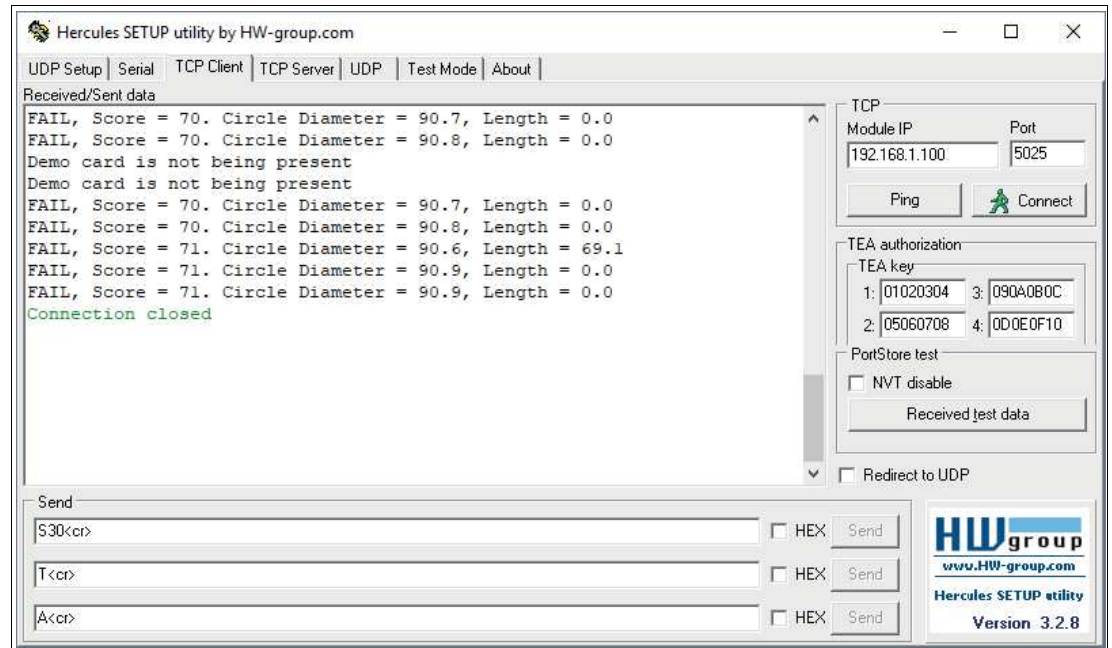 Hercules SETUP utility by HW-group.com
UDP Setup Serial TCP Client TCP Server UDP Test Mode About
Received/Sent data
FAIL, Score = 70. Circle Diameter = 90.7, Length = 0.0
FAIL, Score = 70. Circle Diameter = 90.8, Length = 0.0
Demo card is not being present
Demo card is not being present
FAIL, Score = 70. Circle Diameter = 90.7, Length = 0.0
FAIL, Score = 70. Circle Diameter = 90.8, Length = 0.0
FAIL, Score = 71. Circle Diameter = 90.6, Length = 69.1
FAIL, Score = 71. Circle Diameter = 90.9, Length = 0.0
FAIL, Score = 71. Circle Diameter = 90.9, Length = 0.0
Connection closed
TCP
Module IP Port
192.168.1.100 5025
Ping Connect
TEA authorization
TEA key
1: 01020304 3: 090A0B0C
2: 05060708 4: 0D0E0F10
PortStore test
NVT disable
Received test data
Redirect to UDP
Send
S30<cr> HEX Send
T<cr> HEX Send
A<cr> HEX Send
HW group
www.HW-group.com
Hercules SETUP utility
Version 3.2.8